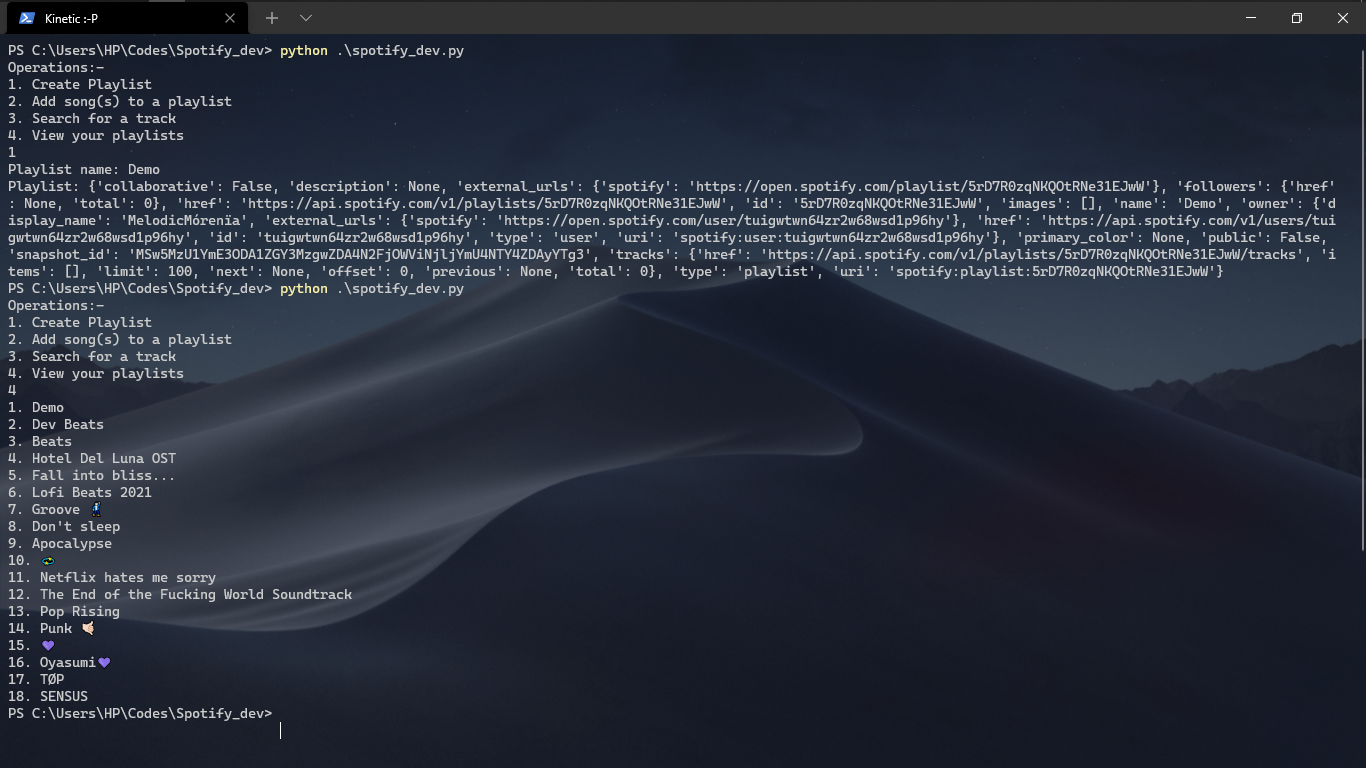 Kinetic :-P
PS C:\Users\HP\Codes\Spotify_dev> python .\spotify_dev.py
Operations:-
1. Create Playlist
2. Add song(s) to a playlist
3. Search for a track
4. View your playlists
1
Playlist name: Demo
Playlist: {'collaborative': False, 'description': None, 'external_urls': {'spotify': 'https://open.spotify.com/playlist/5rD7R0zqNKQOtRNe31EJwW'}, 'followers': {'href'
: None, 'total': 0}, 'href': 'https://api.spotify.com/v1/playlists/5rD7R0zqNKQOtRNe31EJwW', 'id': '5rD7R0zqNKQOtRNe31EJwW', 'images': [], 'name': 'Demo', 'owner': {'d
isplay_name': 'MelodicMórenïa', 'external_urls': {'spotify': 'https://open.spotify.com/user/tuigwtwn64zr2w68wsd1p96hy'}, 'href': 'https://api.spotify.com/v1/users/tui
gwtwn64zr2w68wsd1p96hy', 'id': 'tuigwtwn64zr2w68wsd1p96hy', 'type': 'user', 'uri': 'spotify:user:tuigwtwn64zr2w68wsd1p96hy'}, 'primary_color': None, 'public': False,
'snapshot_id': 'MSw5MzU1YmE3ODA1ZGY3MzgwZDA4N2FjOWViNjljYmU4NTY4ZDAyYTg3', 'tracks': {'href': 'https://api.spotify.com/v1/playlists/5rD7R0zqNKQOtRNe31EJwW/tracks', 'i
tems': [], 'limit': 100, 'next': None, 'offset': 0, 'previous': None, 'total': 0}, 'type': 'playlist', 'uri': 'spotify:playlist:5rD7R0zqNKQOtRNe31EJwW'}
PS C:\Users\HP\Codes\Spotify_dev> python .\spotify_dev.py
Operations:-
1. Create Playlist
2. Add song(s) to a playlist
3. Search for a track
4. View your playlists
4
1. Demo
2. Dev Beats
3. Beats
4. Hotel Del Luna OST
5. Fall into bliss...
6. Lofi Beats 2021
7. Groove
8. Don't sleep
9. Apocalypse
10.
11. Netflix hates me sorry
12. The End of the Fucking World Soundtrack
13. Pop Rising
14. Punk 🤙🏻
15. 💜
16. Oyasumi💜
17. TØP
18. SENSUS
PS C:\Users\HP\Codes\Spotify_dev>